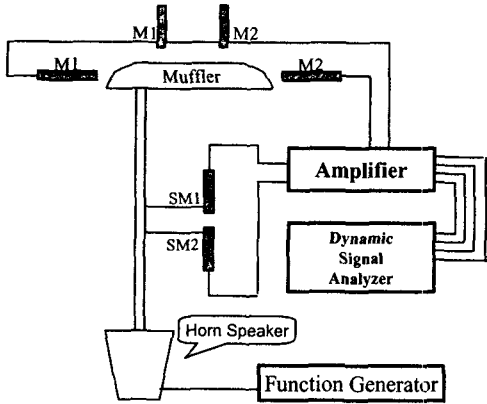 M1 M2
M1 M2
Muffler
Amplifier
SM1
SM2
Dynamic
Signal
Analyzer
Horn Speaker
Function Generator